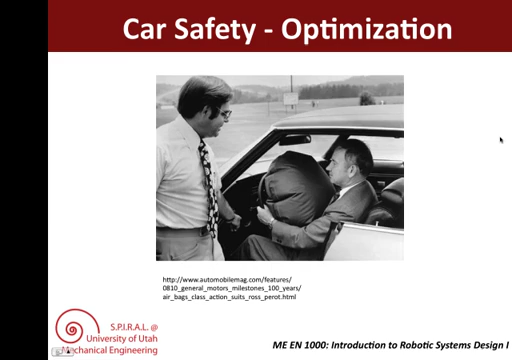 Car Safety - Optimization
http://www.automobilemag.com/features/
0810_general_motors_milestones_100_years/
air_bags_class_action_suits_ross_perot.html
S.P.I.R.A.L. @
University of Utah
Mechanical Engineering
ME EN 1000: Introduction to Robotic Systems Design I